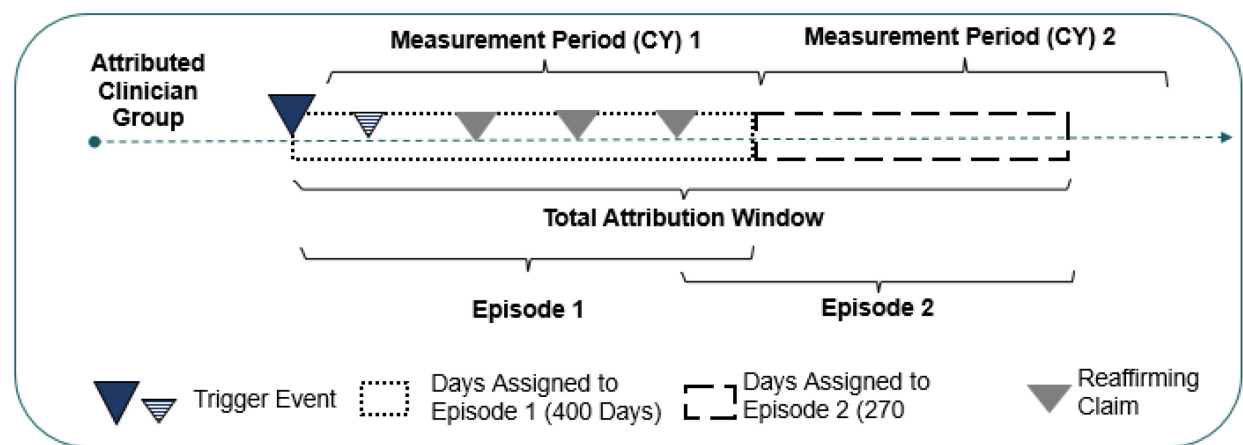 Measurement Period (CY) 1
Measurement Period (CY) 2
Attributed
Clinician
Group
Total Attribution Window
Episode 1
Episode 2
Trigger Event
Days Assigned to
Episode 1 (400 Days)
Days Assigned to
Episode 2 (270
Reaffirming
Claim